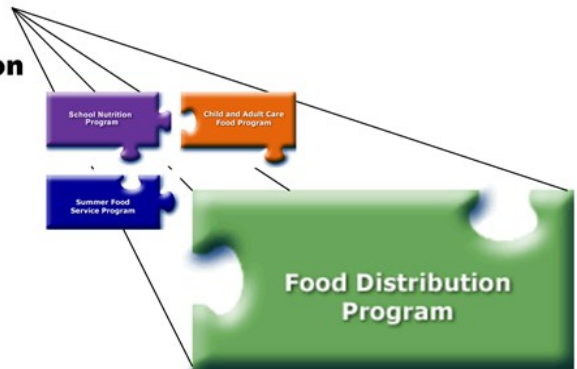 on
School Nutrition
Program
Child and Adult Care
Food Program
Summer Food
Service Program
Food Distribution
Program